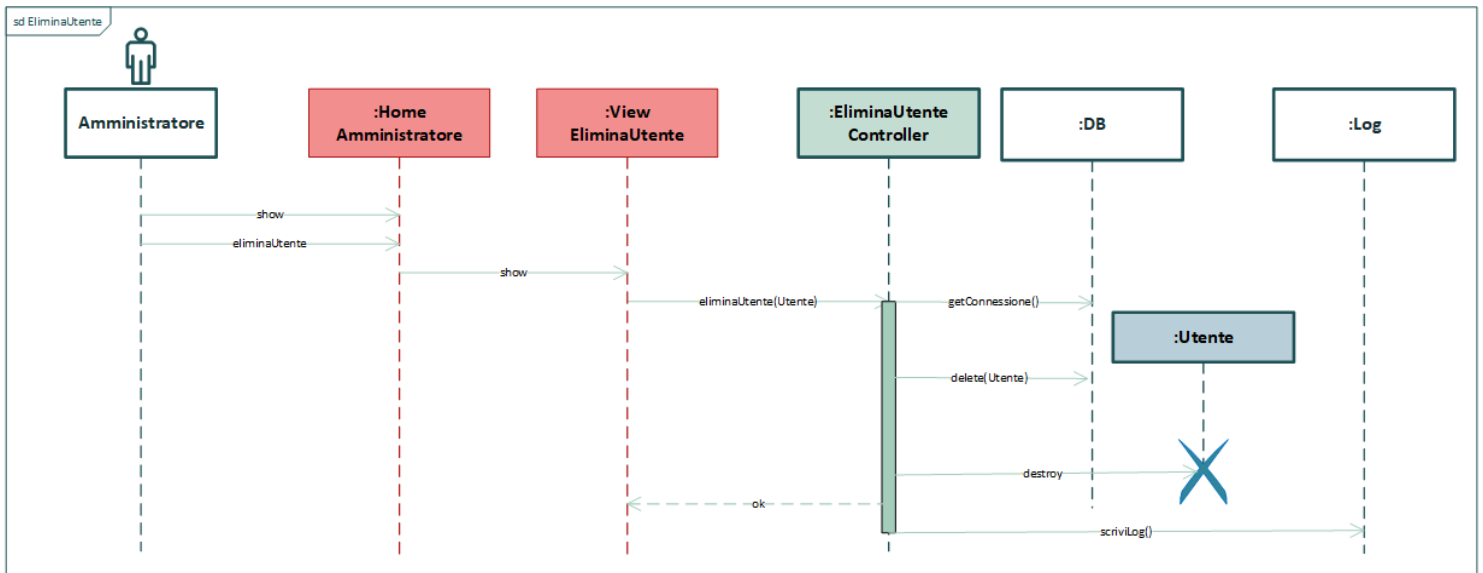 sd EliminaUtente
Amministratore
:Home
Amministratore
:View
EliminaUtente
:EliminaUtente
Controller
:DB
:Log
show
eliminaUtente
show
eliminaUtente(Utente)
getConnessione()
:Utente
delete(Utente)
destroy
ok
scriviLog()